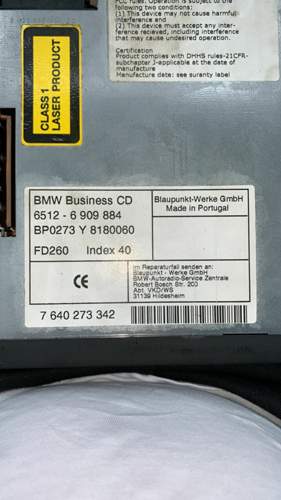 FCC rules. Operation is subject to the
following two conditions:
(1).This device may not cause harmful
interference and
(2).This device must accept any inter-
ference recieved, including interference
that may cause undesired operation.
Certification
Product complies with DHHS rules-21CFR-
subchapter J-applicable at the date of
manufacture
Manufacture date: see suranty label
CLASS 1
LASER PRODUCT
BMW Business CD
6512 - 6 909 884
BP0273 Y 8180060
FD260 Index 40
Blaupunkt-Werke GmbH
Made in Portugal
CE
Im Reparaturfall senden an:
Blaupunkt - Werke GmbH
BMW-Autoradio-Service Zentrale
Robert Bosch Str. 200
Abt. VKD/WS
31139 Hildesheim
7 640 273 342